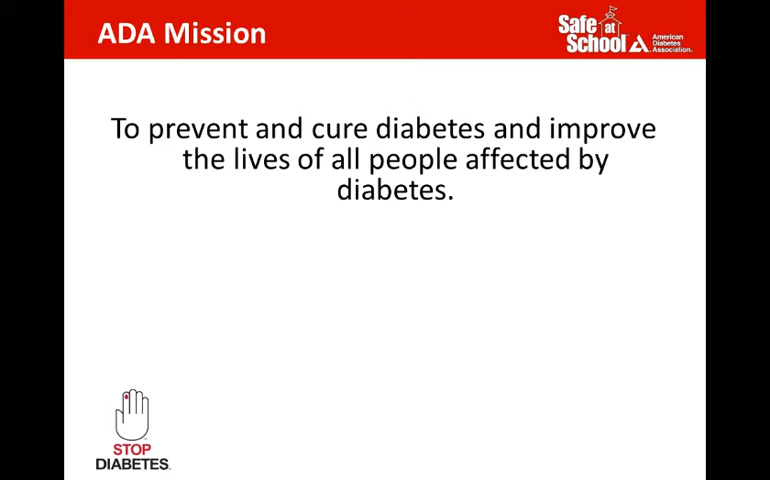 ADA Mission
Safe at School
American Diabetes Association.
To prevent and cure diabetes and improve
the lives of all people affected by
diabetes.
STOP
DIABETES.